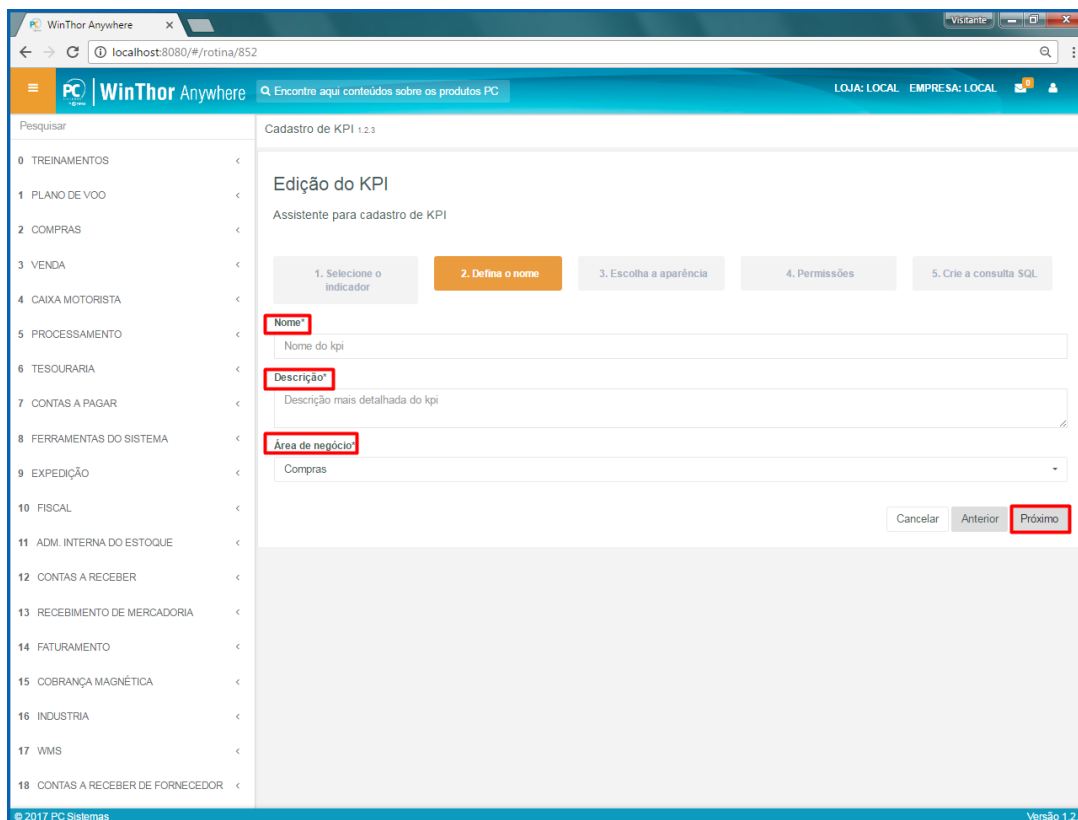 WinThor Anywhere
Visitante
localhost:8080/#/rotina/852
PC | WinThor Anywhere
Encontre aqui conteúdos sobre os produtos PC
LOJA: LOCAL EMPRESA: LOCAL
0
Pesquisar
0 TREINAMENTOS
1 PLANO DE VOO
2 COMPRAS
3 VENDA
4 CAIXA MOTORISTA
5 PROCESSAMENTO
6 TESOURARIA
7 CONTAS A PAGAR
8 FERRAMENTAS DO SISTEMA
9 EXPEDIÇÃO
10 FISCAL
11 ADM. INTERNA DO ESTOQUE
12 CONTAS A RECEBER
13 RECEBIMENTO DE MERCADORIA
14 FATURAMENTO
15 COBRANÇA MAGNÉTICA
16 INDUSTRIA
17 WMS
18 CONTAS A RECEBER DE FORNECEDOR
Cadastro de KPI 1.2.3
Edição do KPI
Assistente para cadastro de KPI
1. Selecione o
indicador
2. Defina o nome
3. Escolha a aparência
4. Permissões
5. Crie a consulta SQL
Nome*
Nome do kpi
Descrição*
Descrição mais detalhada do kpi
Área de negócio*
Compras
Cancelar
Anterior
Próximo
© 2017 PC Sistemas
Versão 1.2